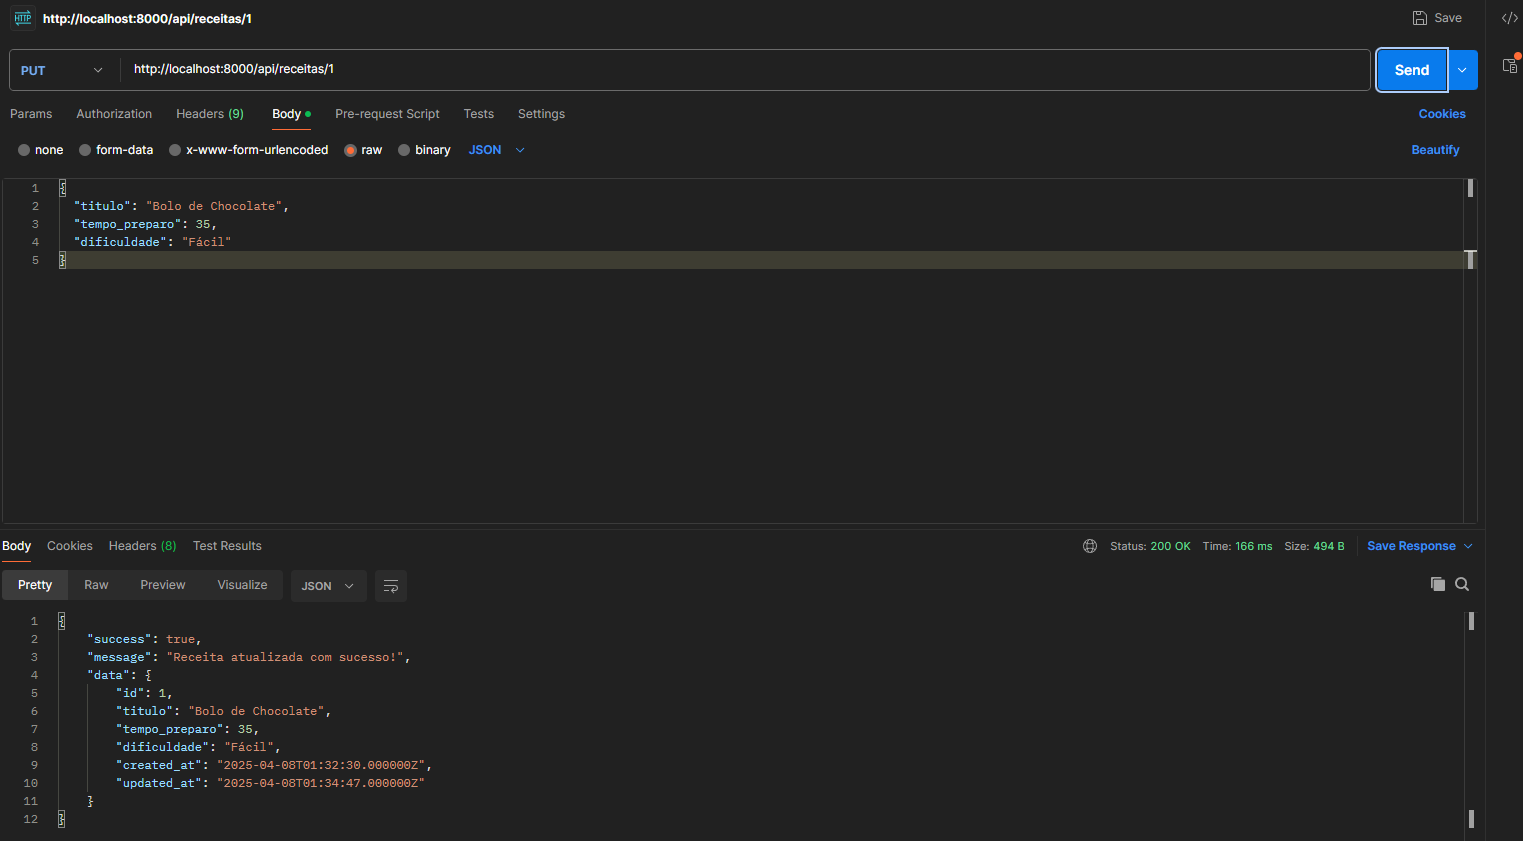 HTTP http://localhost:8000/api/receitas/1 Save </>
PUT http://localhost:8000/api/receitas/1 Send
Params Authorization Headers (9) Body Pre-request Script Tests Settings Cookies
none form-data x-www-form-urlencoded raw binary JSON Beautify
1 {
2 "titulo": "Bolo de Chocolate",
3 "tempo_preparo": 35,
4 "dificuldade": "Fácil"
5 }
Body Cookies Headers (8) Test Results Status: 200 OK Time: 166 ms Size: 494 B Save Response
Pretty Raw Preview Visualize JSON
1 {
2 "success": true,
3 "message": "Receita atualizada com sucesso!",
4 "data": {
5 "id": 1,
6 "titulo": "Bolo de Chocolate",
7 "tempo_preparo": 35,
8 "dificuldade": "Fácil",
9 "created_at": "2025-04-08T01:32:30.000000Z",
10 "updated_at": "2025-04-08T01:34:47.000000Z"
11 }
12 }